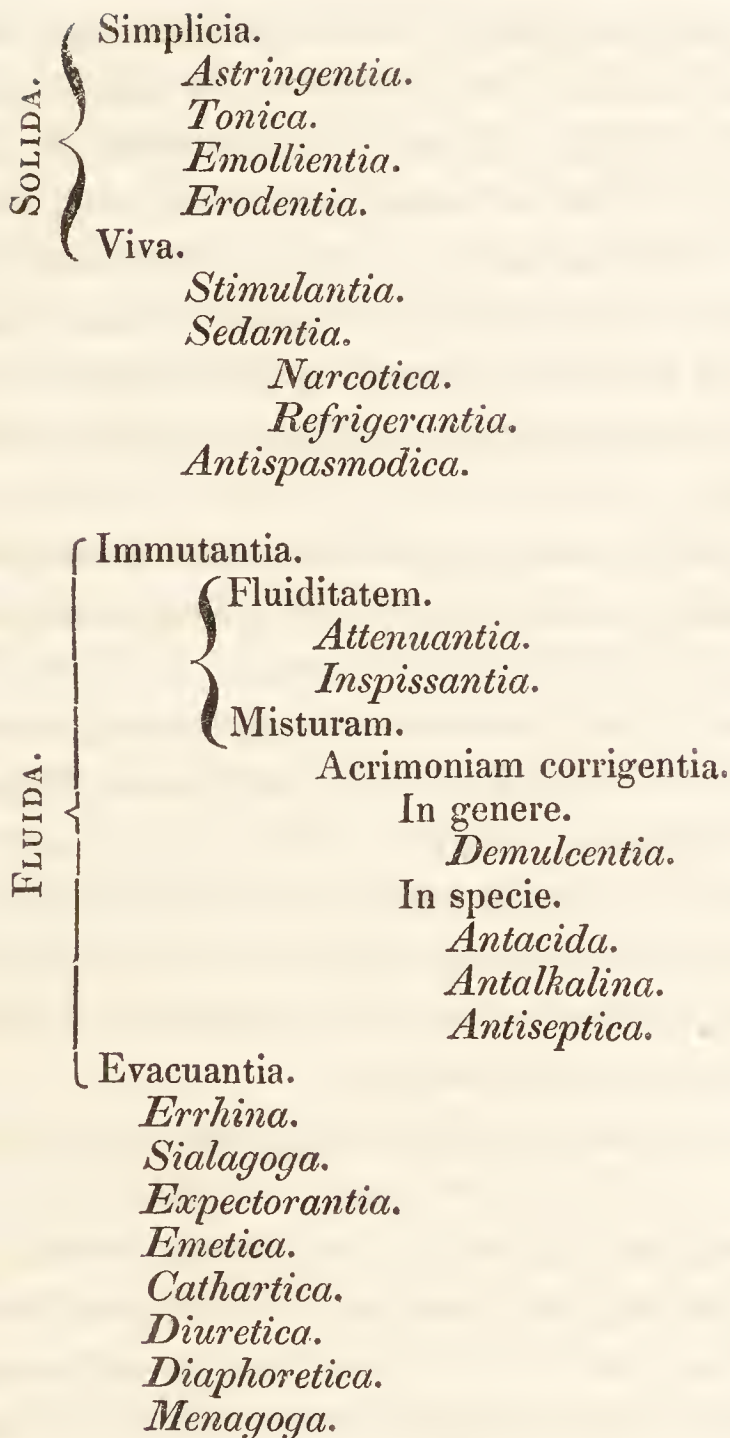 SOLIDA.
Simplicia.
Astringentia.
Tonica.
Emollientia.
Erodentia.
Viva.
Stimulantia.
Sedantia.
Narcotica.
Refrigerantia.
Antispasmodica.
FLUIDA.
Immutantia.
Fluiditatem.
Attenuantia.
Inspissantia.
Misturam.
Acrimoniam corrigentia.
In genere.
Demulcentia.
In specie.
Antacida.
Antalkalina.
Antiseptica.
Evacuantia.
Errhina.
Sialagoga.
Expectorantia.
Emetica.
Cathartica.
Diuretica.
Diaphoretica.
Menagoga.